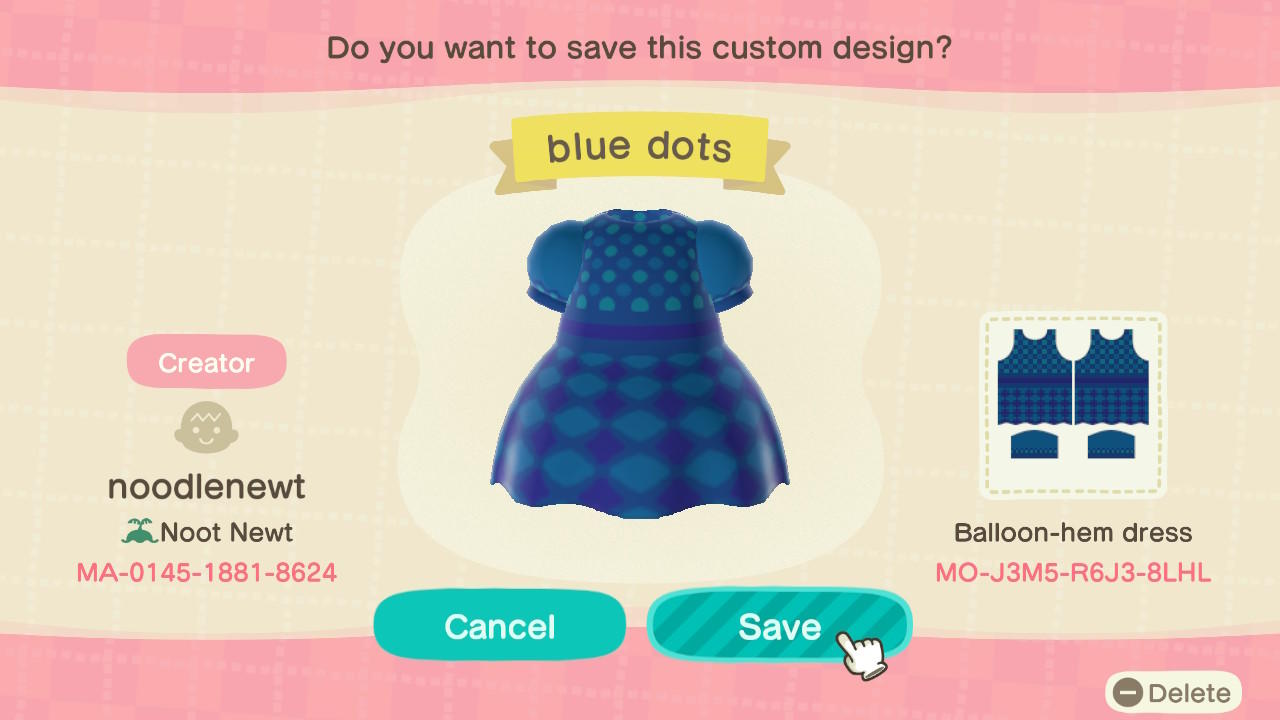 Do you want to save this custom design?
blue dots
Creator
noodlenewt
Noot Newt
MA-0145-1881-8624
Balloon-hem dress
MO-J3M5-R6J3-8LHL
Cancel
Save
Delete